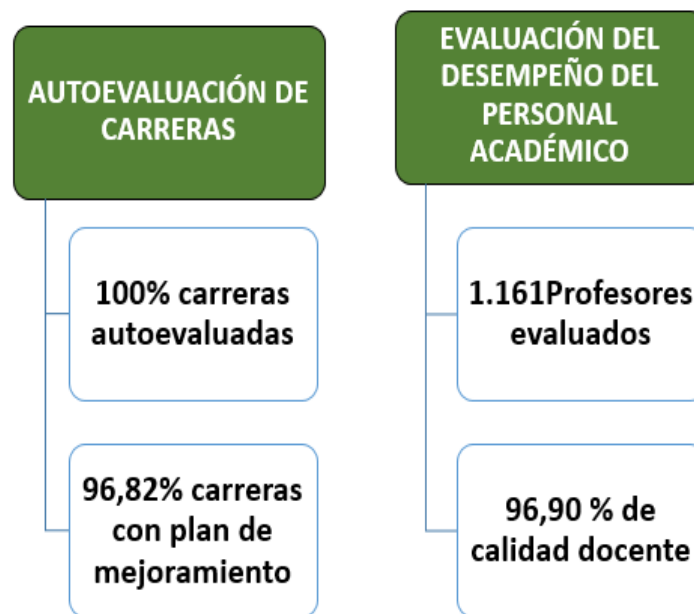 AUTOEVALUACIÓN DE
CARRERAS
100% carreras
autoevaluadas
96,82% carreras
con plan de
mejoramiento
EVALUACIÓN DEL
DESEMPEÑO DEL
PERSONAL
ACADÉMICO
1.161Profesores
evaluados
96,90 % de
calidad docente